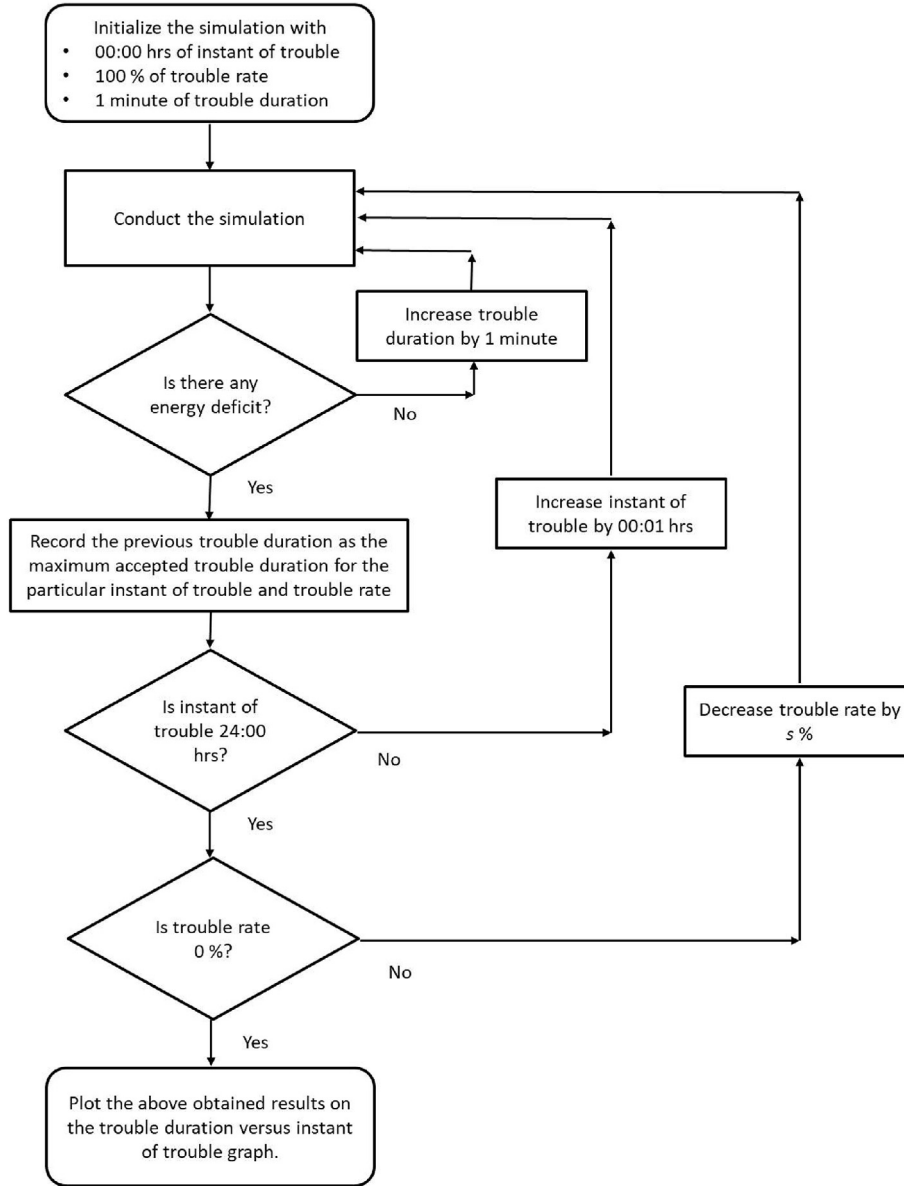 Initialize the simulation with
• 00:00 hrs of instant of trouble
• 100 % of trouble rate
• 1 minute of trouble duration
Conduct the simulation
Increase trouble
duration by 1 minute
Is there any
energy deficit?
No
Yes
Increase instant of
trouble by 00:01 hrs
Record the previous trouble duration as the
maximum accepted trouble duration for the
particular instant of trouble and trouble rate
Is instant of
trouble 24:00
hrs?
No
Decrease trouble rate by
s %
Yes
Is trouble rate
0 %?
No
Yes
Plot the above obtained results on
the trouble duration versus instant
of trouble graph.